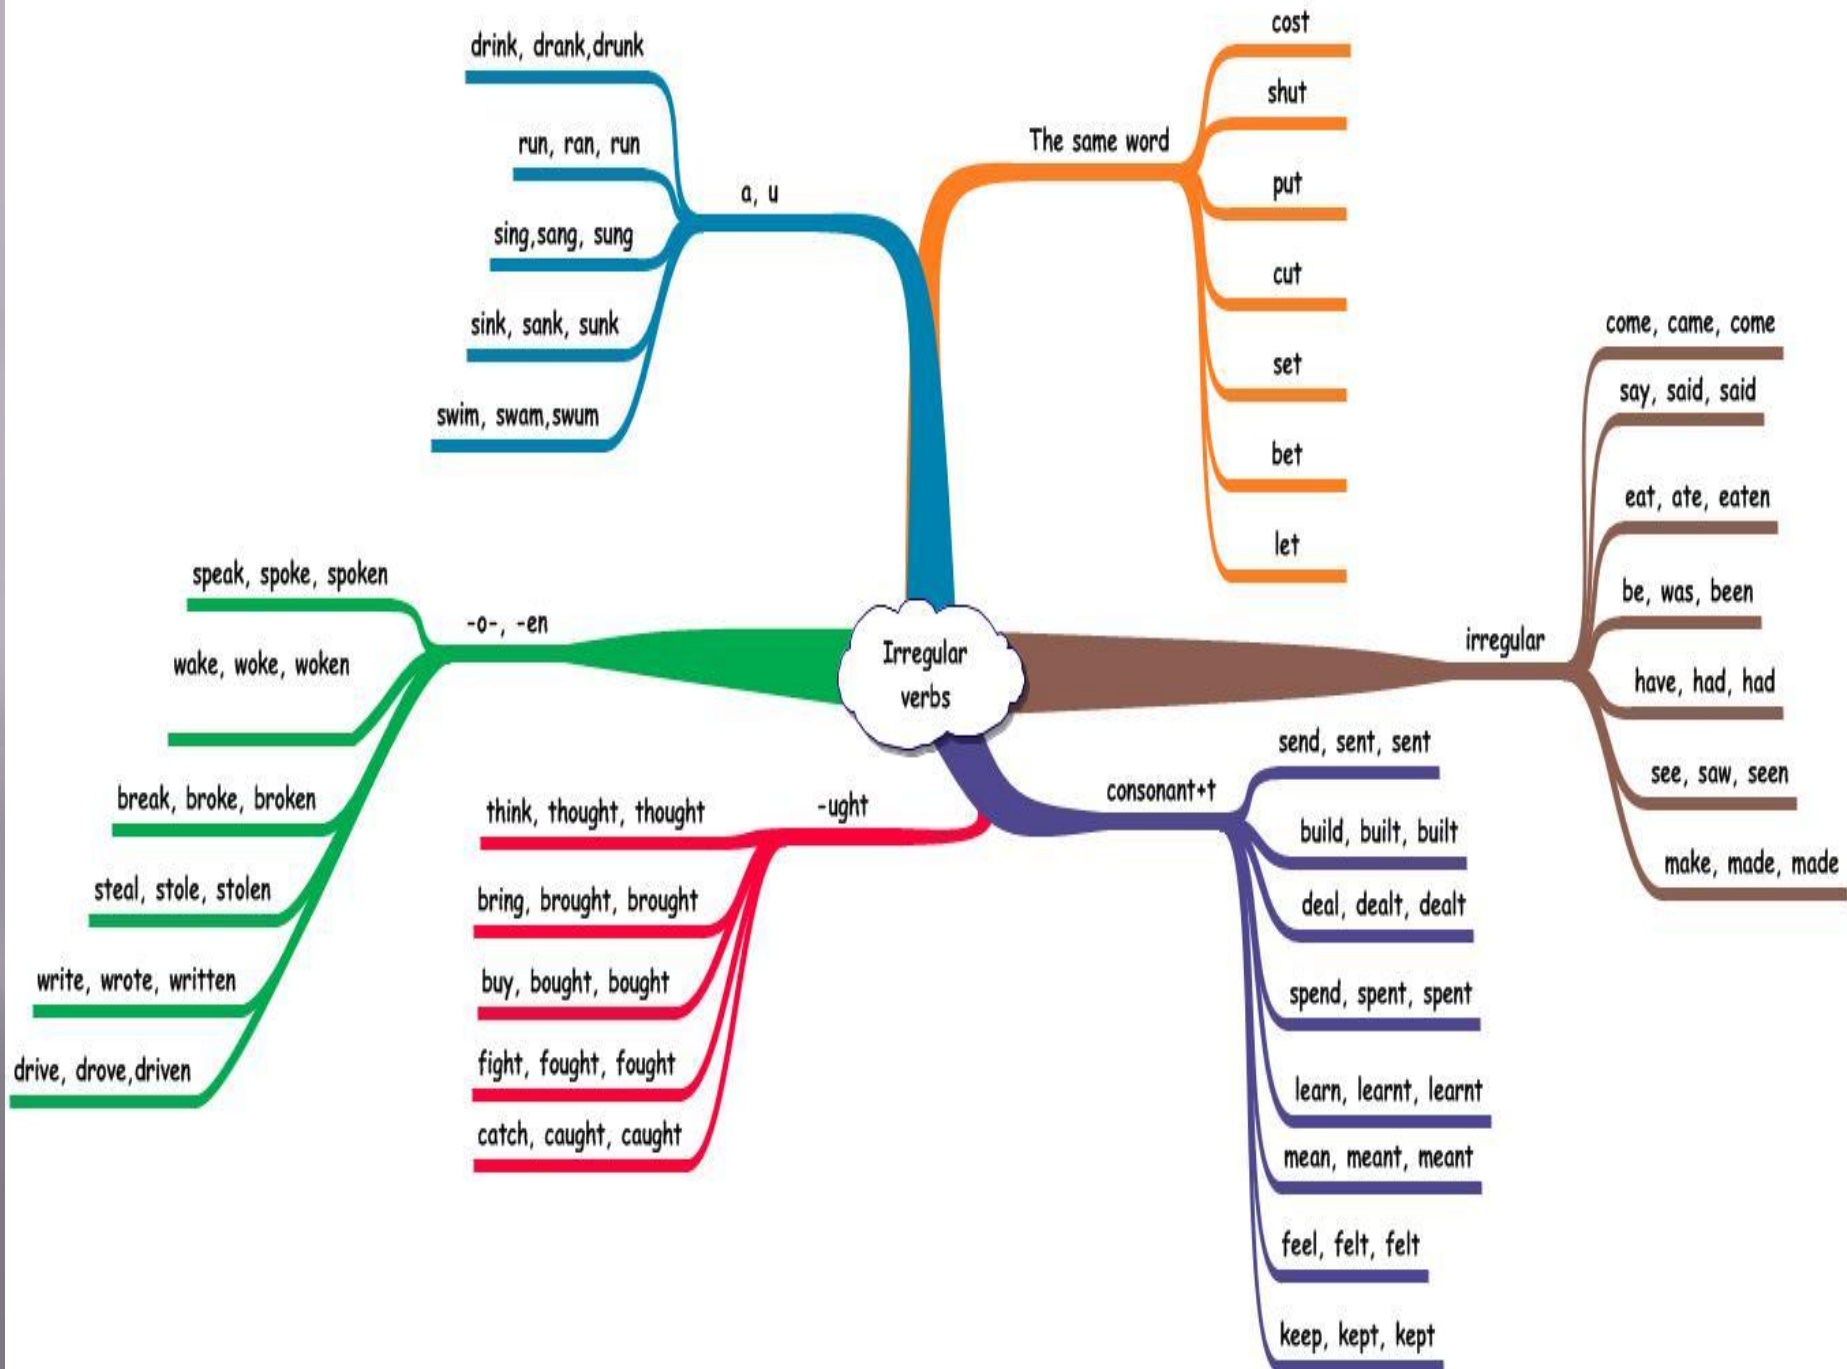 Irregular
verbs
a, u
drink, drank,drunk
run, ran, run
sing,sang, sung
sink, sank, sunk
swim, swam,swum
The same word
cost
shut
put
cut
set
bet
let
irregular
come, came, come
say, said, said
eat, ate, eaten
be, was, been
have, had, had
see, saw, seen
make, made, made
consonant+t
send, sent, sent
build, built, built
deal, dealt, dealt
spend, spent, spent
learn, learnt, learnt
mean, meant, meant
feel, felt, felt
keep, kept, kept
-ught
think, thought, thought
bring, brought, brought
buy, bought, bought
fight, fought, fought
catch, caught, caught
-o-, -en
speak, spoke, spoken
wake, woke, woken
break, broke, broken
steal, stole, stolen
write, wrote, written
drive, drove,driven